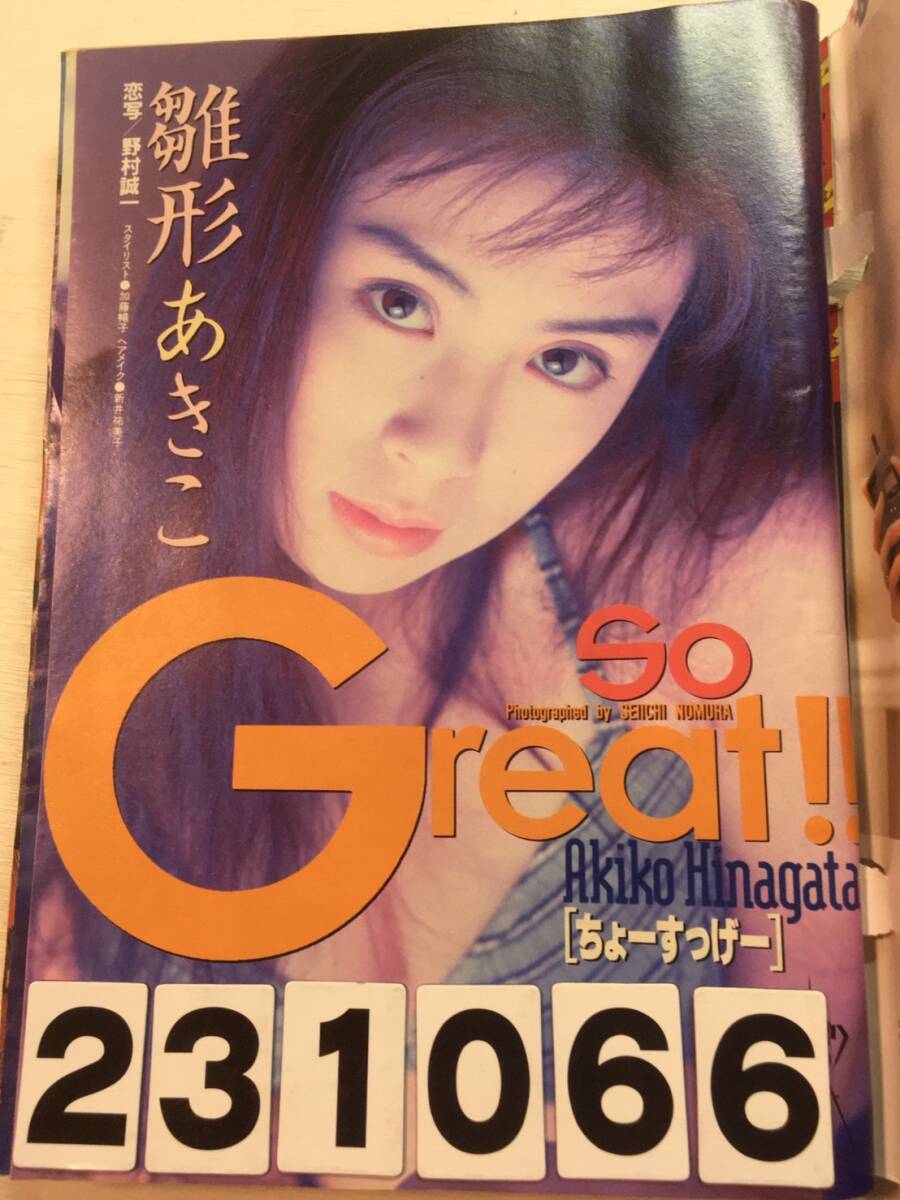 雛形あきこ
恋写／野村誠一
スタイリスト●加藤暢子 ヘアメイク●新井祐美子
So
Great!!
Photographed by SEIICHI NOMURA
Akiko Hinagata
[ちょーすっげー]
231066